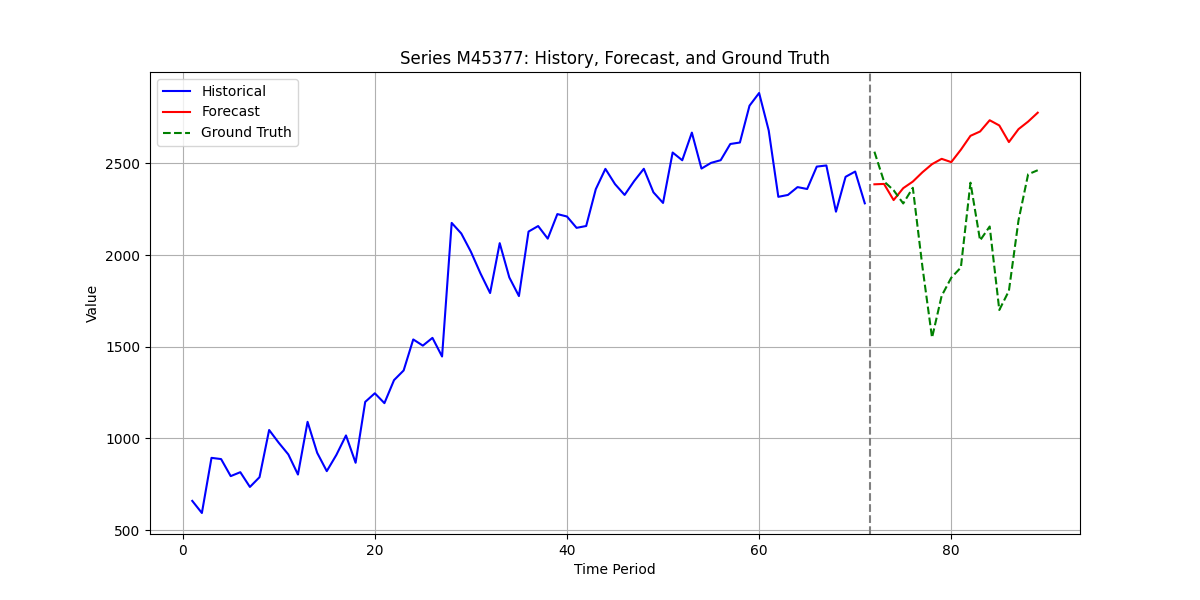 Series M45377: History, Forecast, and Ground Truth
Historical
Forecast
Ground Truth
2500
2000
1500
1000
500
Value
0 20 40 60 80
Time Period